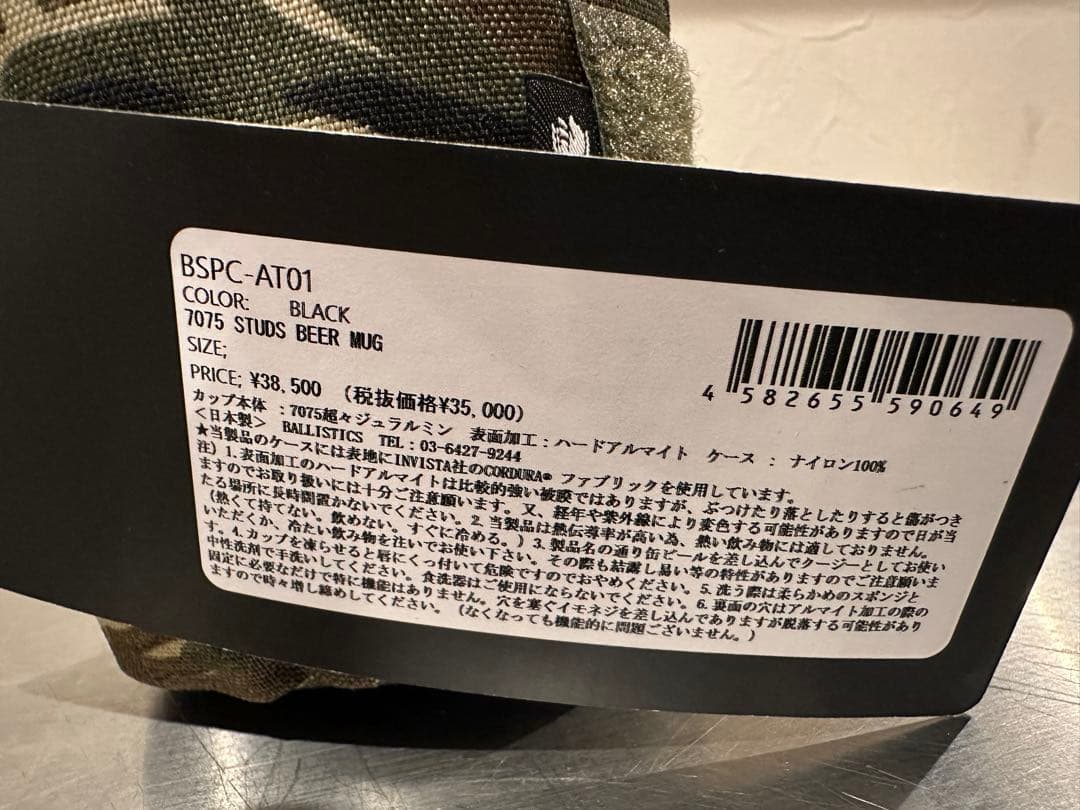 BSPC-AT01
COLOR: BLACK
7075 STUDS BEER MUG
SIZE;
PRICE; ¥38,500 (税抜価格¥35,000)
カップ本体 : 7075超々ジュラルミン 表面加工 : ハードアルマイト ケース : ナイロン100%
<日本製> BALLISTICS TEL : 03-6427-9244
★当製品のケースには表地にINVISTA社のCORDURA® ファブリックを使用しています。
注) 1.表面加工のハードアルマイトは比較的強い被膜ではありますが、ぶつけたり落としたりすると傷がつき
ますのでお取り扱いには十分ご注意願います。又、経年や紫外線により変色する可能性がありますので日が当
たる場所に長時間置かないでください。2.当製品は熱伝導率が高い為、熱い飲み物には適しておりません。
(熱くて持てない、飲めない、すぐに冷める。) 3.製品名の通り缶ビールを差し込んでクージーとしてお使い
いただくか、冷たい飲み物を注いでお使い下さい。その際も結露し易い等の特性がありますのでご注意願いま
す。4.カップを凍らせると唇にくっ付いて危険ですのでおやめください。5.洗う際は柔らかめのスポンジと
中性洗剤で手洗いしてください。食洗器はご使用にならないでください。6.裏面の穴はアルマイト加工の際の
固定に必要なだけで特に機能はありません。穴を塞ぐイモネジを差し込んでありますが脱落する可能性があり
ますので時々増し締めしてください。(なくなっても機能的に問題ございません。)
4 582655 590649